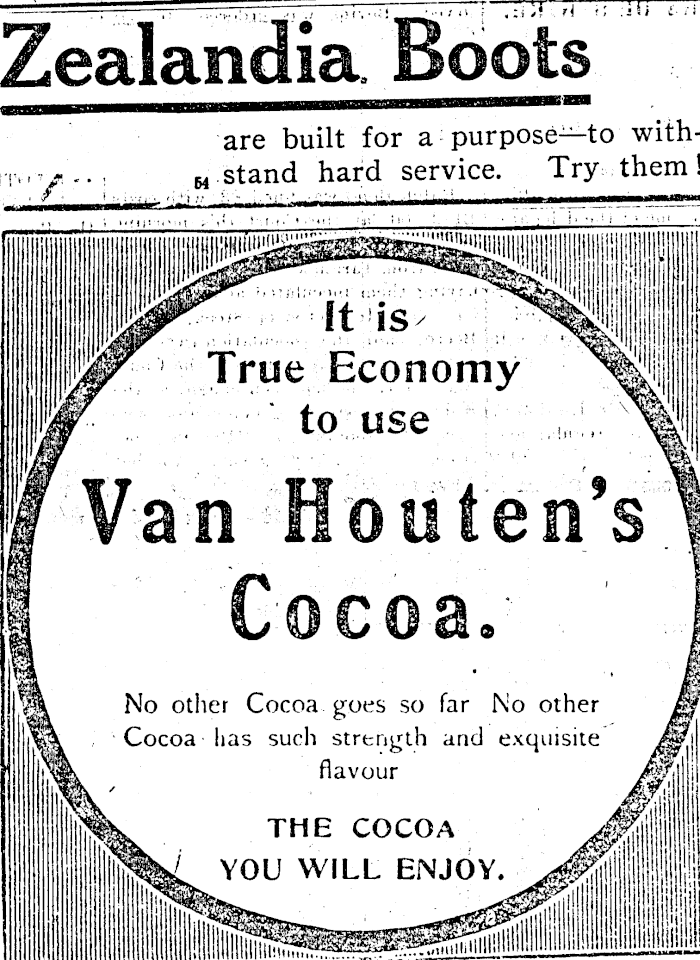 Zealandia Boots
are built for a purpose—to with-
54 stand hard service. Try them!
It is
True Economy
to use
Van Houten's
Cocoa.
No other Cocoa goes so far No other
Cocoa has such strength and exquisite
flavour
THE COCOA
YOU WILL ENJOY.